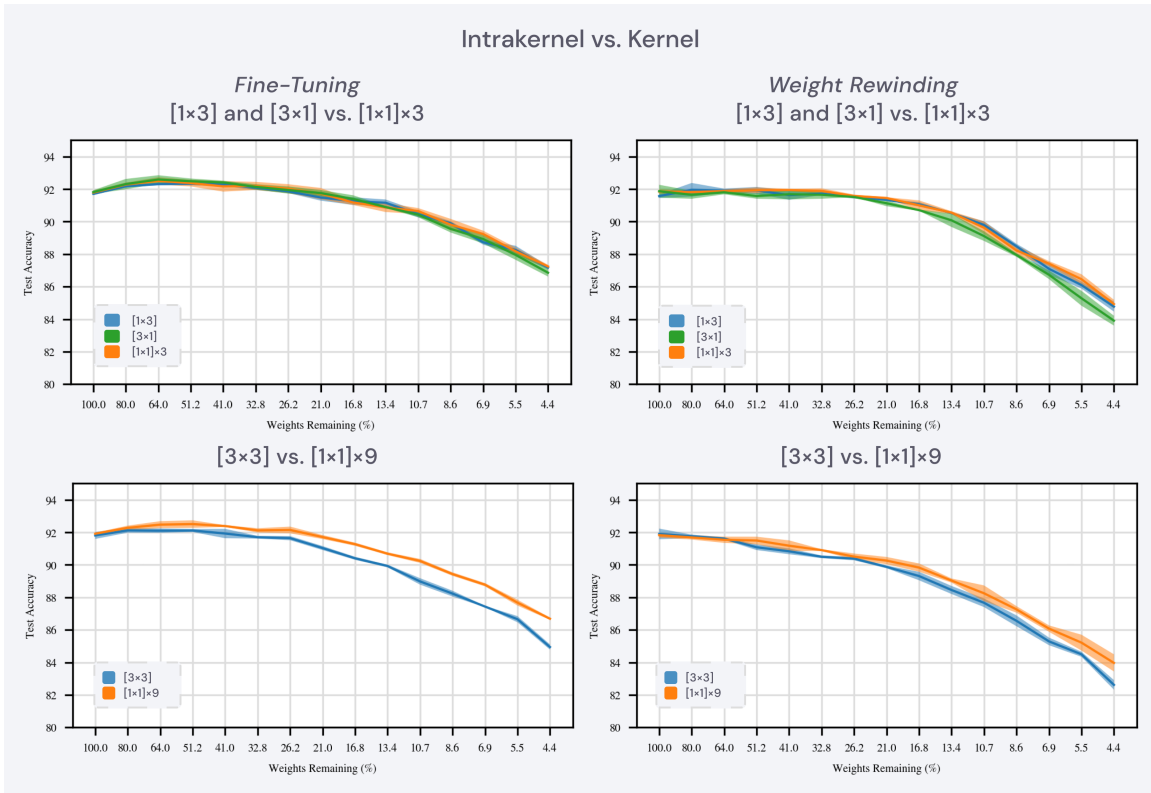 Intrakernel vs. Kernel
Fine-Tuning
[1×3] and [3×1] vs. [1×1]×3
94
92
90
88
86
84
82
80
Test Accuracy
[1×3]
[3×1]
[1×1]×3
100.0 80.0 64.0 51.2 41.0 32.8 26.2 21.0 16.8 13.4 10.7 8.6 6.9 5.5 4.4
Weights Remaining (%)
Weight Rewinding
[1×3] and [3×1] vs. [1×1]×3
94
92
90
88
86
84
82
80
Test Accuracy
[1×3]
[3×1]
[1×1]×3
100.0 80.0 64.0 51.2 41.0 32.8 26.2 21.0 16.8 13.4 10.7 8.6 6.9 5.5 4.4
Weights Remaining (%)
[3×3] vs. [1×1]×9
94
92
90
88
86
84
82
80
Test Accuracy
[3×3]
[1×1]×9
100.0 80.0 64.0 51.2 41.0 32.8 26.2 21.0 16.8 13.4 10.7 8.6 6.9 5.5 4.4
Weights Remaining (%)
[3×3] vs. [1×1]×9
94
92
90
88
86
84
82
80
Test Accuracy
[3×3]
[1×1]×9
100.0 80.0 64.0 51.2 41.0 32.8 26.2 21.0 16.8 13.4 10.7 8.6 6.9 5.5 4.4
Weights Remaining (%)